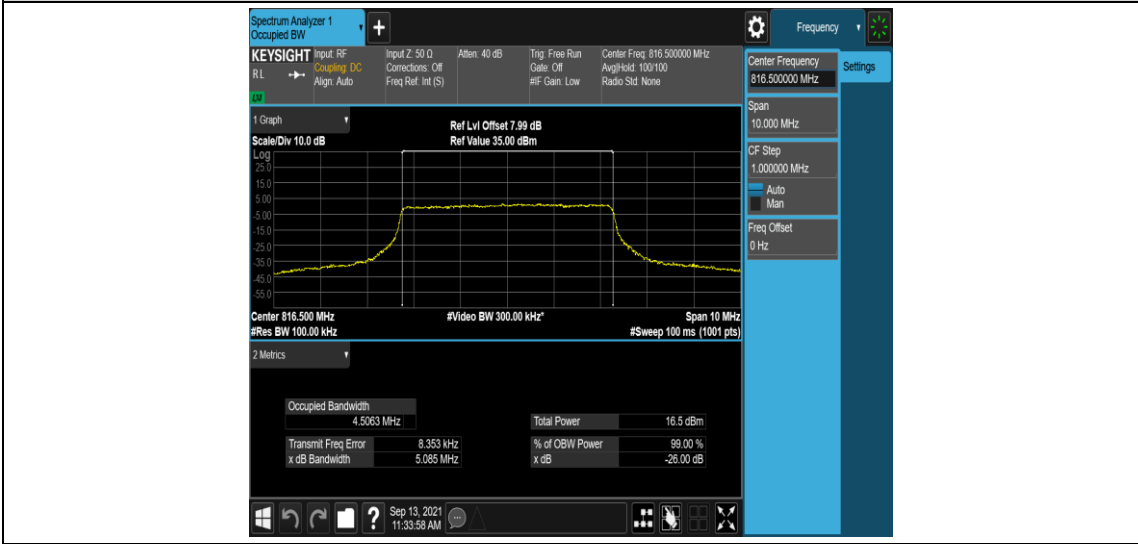 Spectrum Analyzer 1
Occupied BW
+
Frequency
KEYSIGHT
RL
LXI
Input: RF
Coupling: DC
Align: Auto
Input Z: 50 Ω
Corrections: Off
Freq Ref: Int (S)
Atten: 40 dB
Trig: Free Run
Gate: Off
#IF Gain: Low
Center Freq: 816.500000 MHz
Avg|Hold: 100/100
Radio Std: None
Center Frequency
816.500000 MHz
Settings
Span
10.000 MHz
CF Step
1.000000 MHz
Auto
Man
Freq Offset
0 Hz
1 Graph
Scale/Div 10.0 dB
Ref Lvl Offset 7.99 dB
Ref Value 35.00 dBm
Log
25.0
15.0
5.00
-5.00
-15.0
-25.0
-35.0
-45.0
-55.0
Center 816.500 MHz
#Video BW 300.00 kHz*
Span 10 MHz
#Res BW 100.00 kHz
#Sweep 100 ms (1001 pts)
2 Metrics
Occupied Bandwidth
4.5063 MHz
Total Power 16.5 dBm
Transmit Freq Error 8.353 kHz
% of OBW Power 99.00 %
x dB Bandwidth 5.085 MHz
x dB -26.00 dB
?
Sep 13, 2021
11:33:58 AM